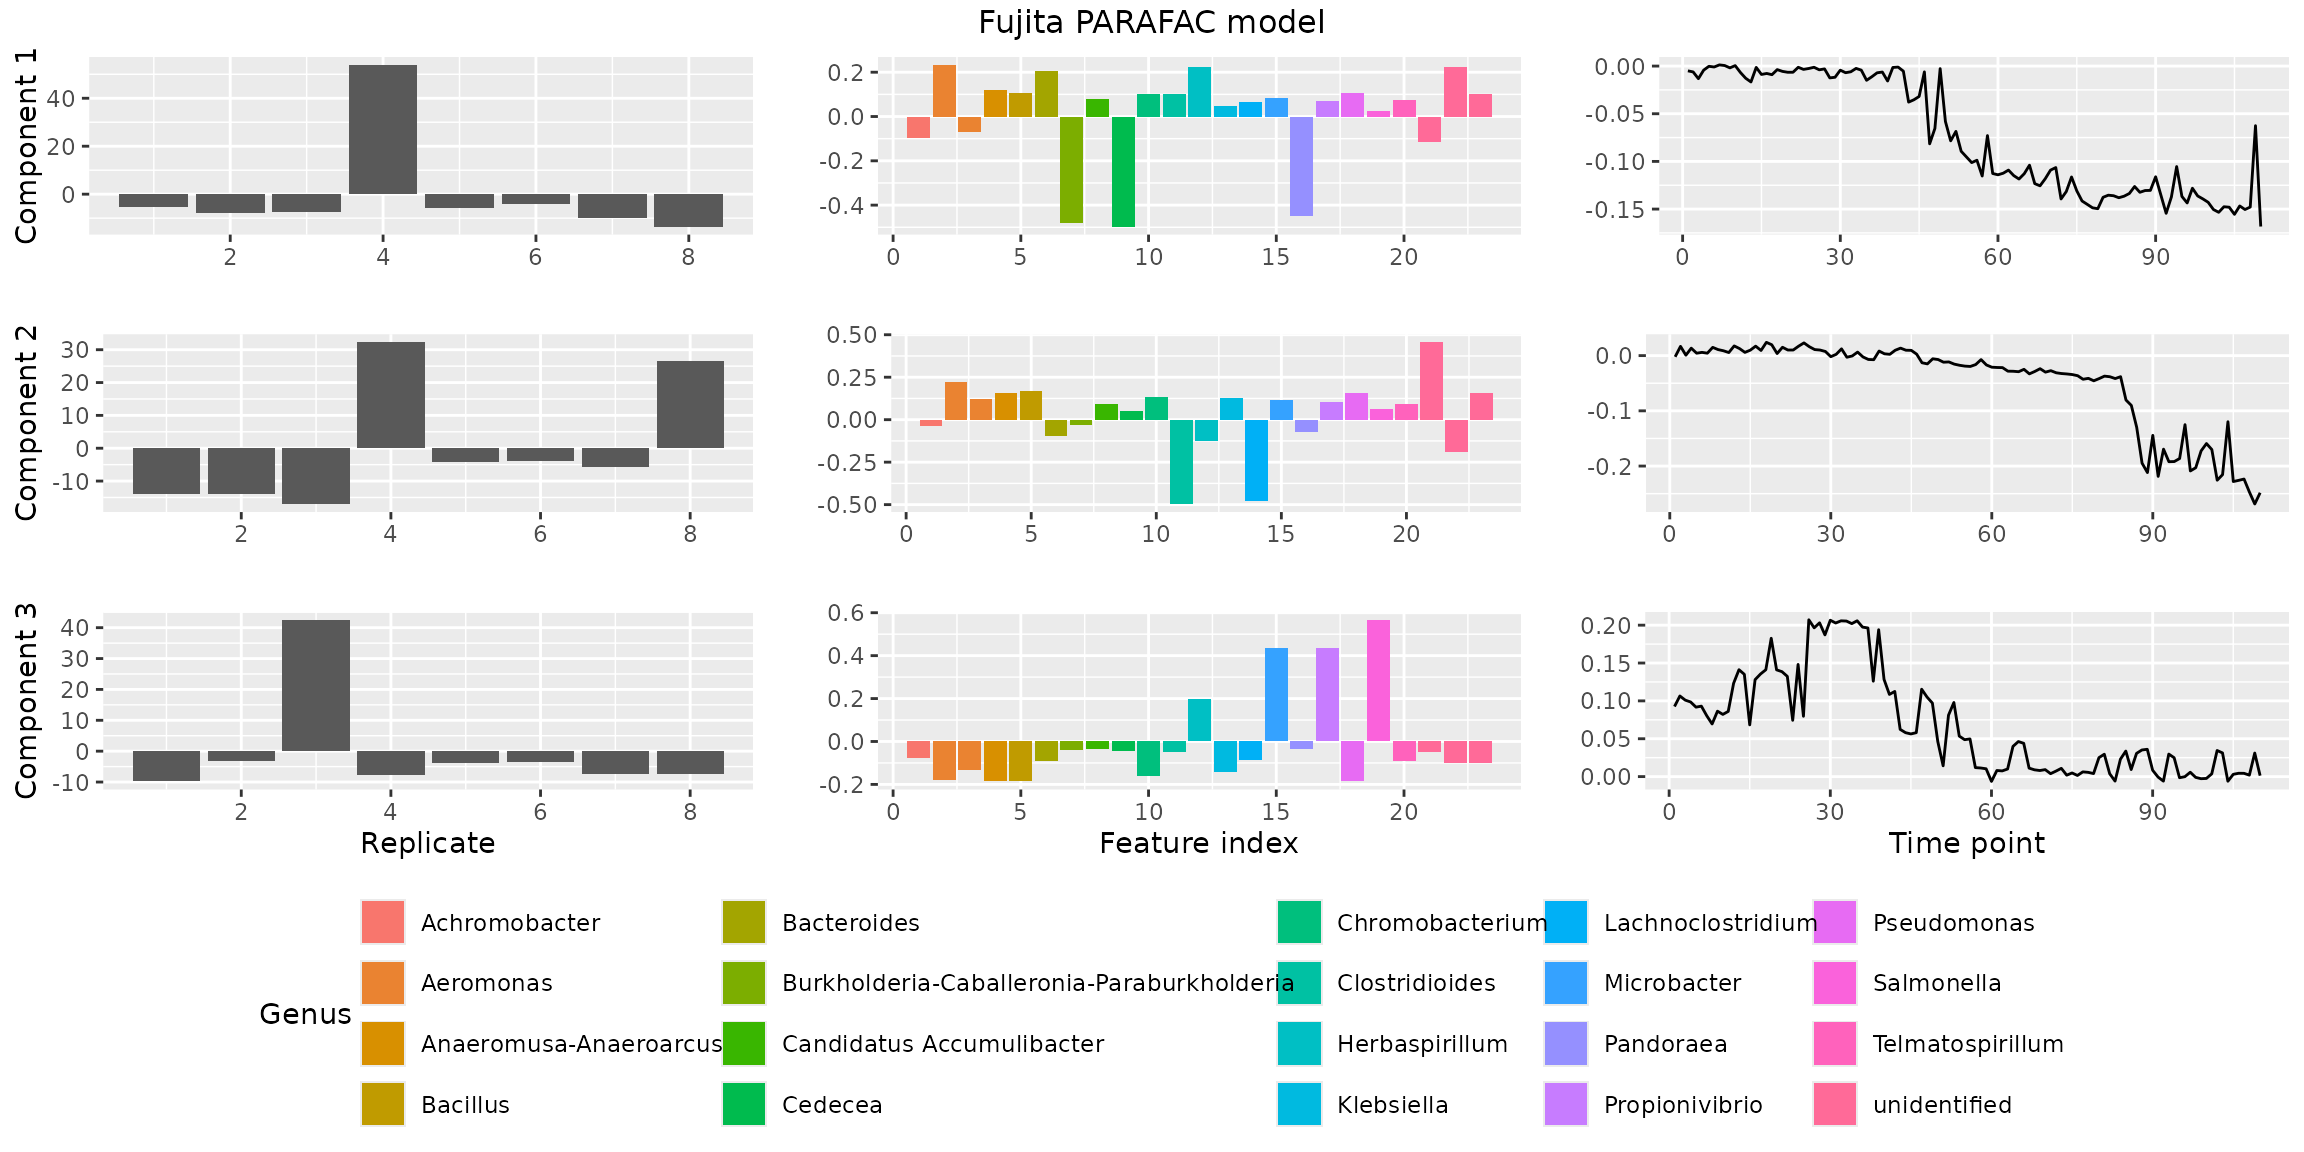 Fujita PARAFAC model
Component 1
40
20
0
2 4 6 8
0.2
0.0
-0.2
-0.4
0 5 10 15 20
0.00
-0.05
-0.10
-0.15
0 30 60 90
Component 2
30
20
10
0
-10
2 4 6 8
0.50
0.25
0.00
-0.25
-0.50
0 5 10 15 20
0.0
-0.1
-0.2
0 30 60 90
Component 3
40
30
20
10
0
-10
2 4 6 8
Replicate
0.6
0.4
0.2
0.0
-0.2
0 5 10 15 20
Feature index
0.20
0.15
0.10
0.05
0.00
0 30 60 90
Time point
Genus
Achromobacter
Aeromonas
Anaeromusa-Anaeroarcus
Bacillus
Bacteroides
Burkholderia-Caballeronia-Paraburkholderia
Candidatus Accumulibacter
Cedecea
Chromobacterium
Clostridioides
Herbaspirillum
Klebsiella
Lachnoclostridium
Microbacter
Pandoraea
Propionivibrio
Pseudomonas
Salmonella
Telmatospirillum
unidentified